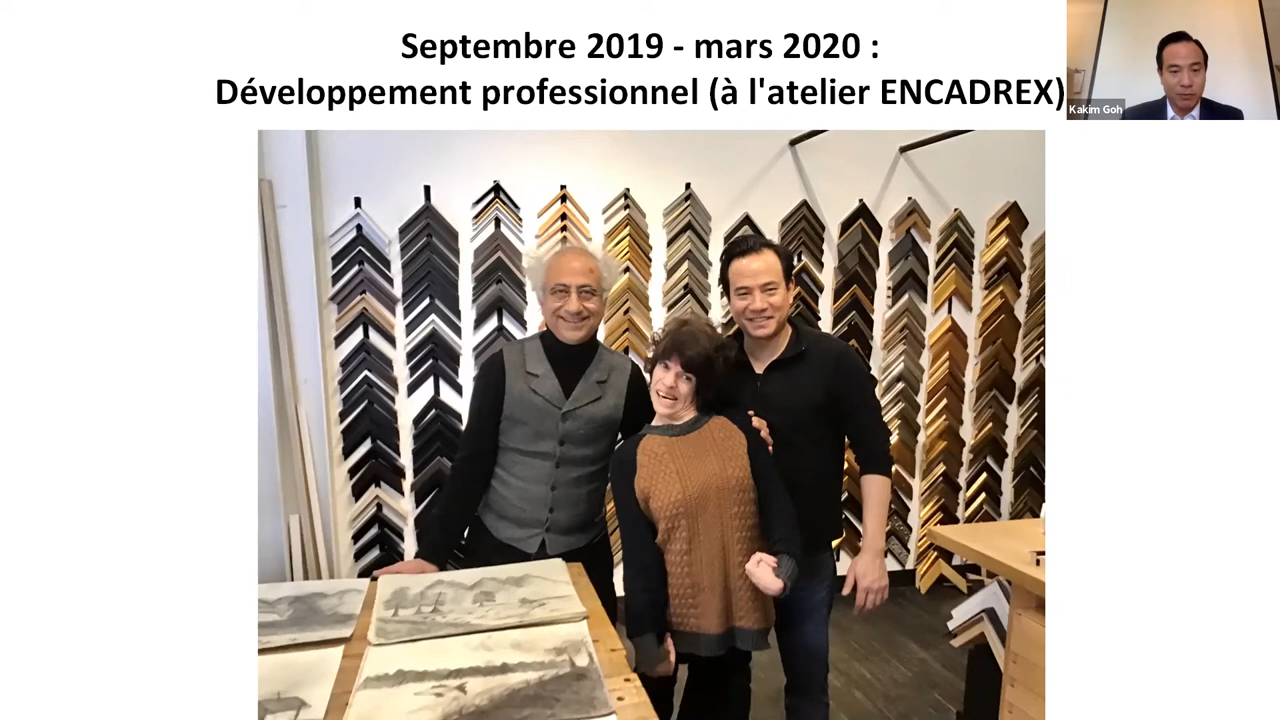 Septembre 2019 - mars 2020 :
Développement professionnel (à l'atelier ENCADREX)
Kakim Goh